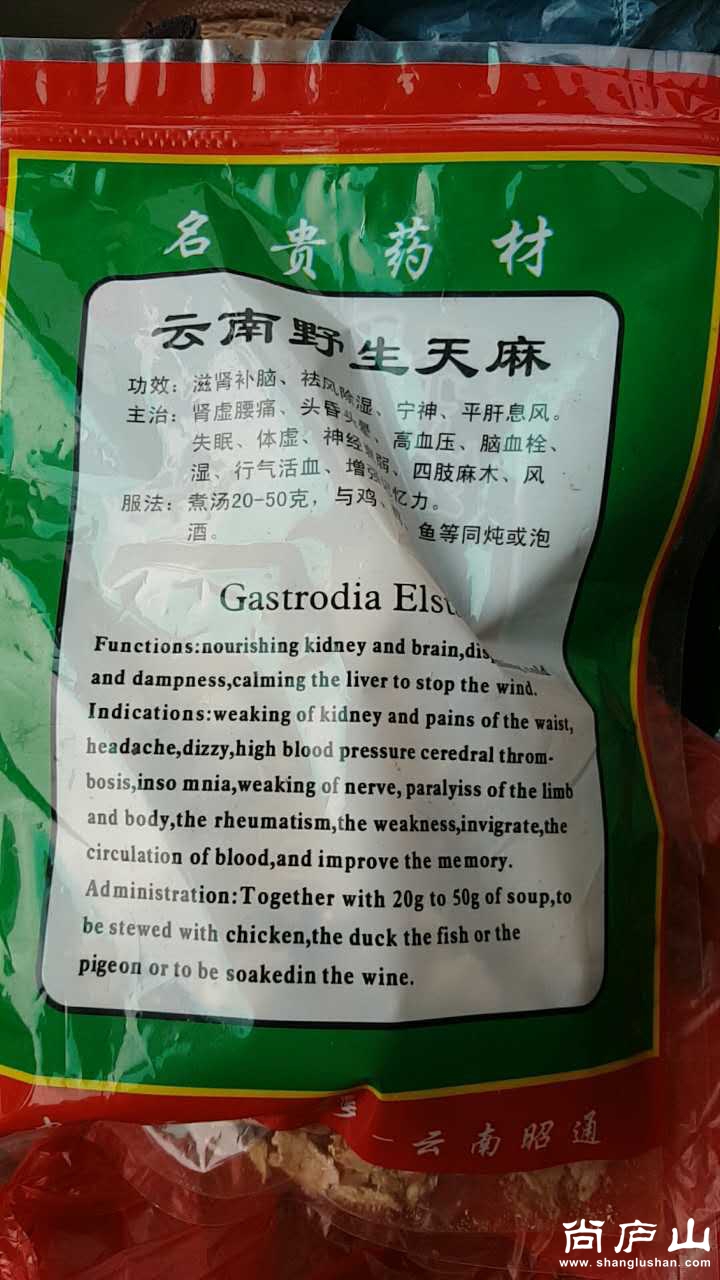 名贵药材
云南野生天麻
功效：滋肾补脑、祛风除湿、宁神、平肝息风。
主治：肾虚腰痛、头昏头晕、高血压、脑血栓、
失眠、体虚、神经衰弱、四肢麻木、风
湿、行气活血、增强记忆力。
服法：煮汤20-50克，与鸡、鱼等同炖或泡
酒。
Gastrodia
Functions:nourishing kidney and brain,
and dampness,calming the liver to stop the wind.
Indications:weaking of kidney and pains of the waist,
headache,dizzy,high blood pressure ceredral throm-
bosis,inso mnia,weaking of nerve, paralyiss of the limb
and body,the rheumatism,the weakness,invigrate,the
circulation of blood,and improve the memory.
Administration:Together with 20g to 50g of soup,to
be stewed with chicken,the duck the fish or the
pigeon or to be soakedin the wine.
云南昭通
尚庐山
www.shanglushan.com